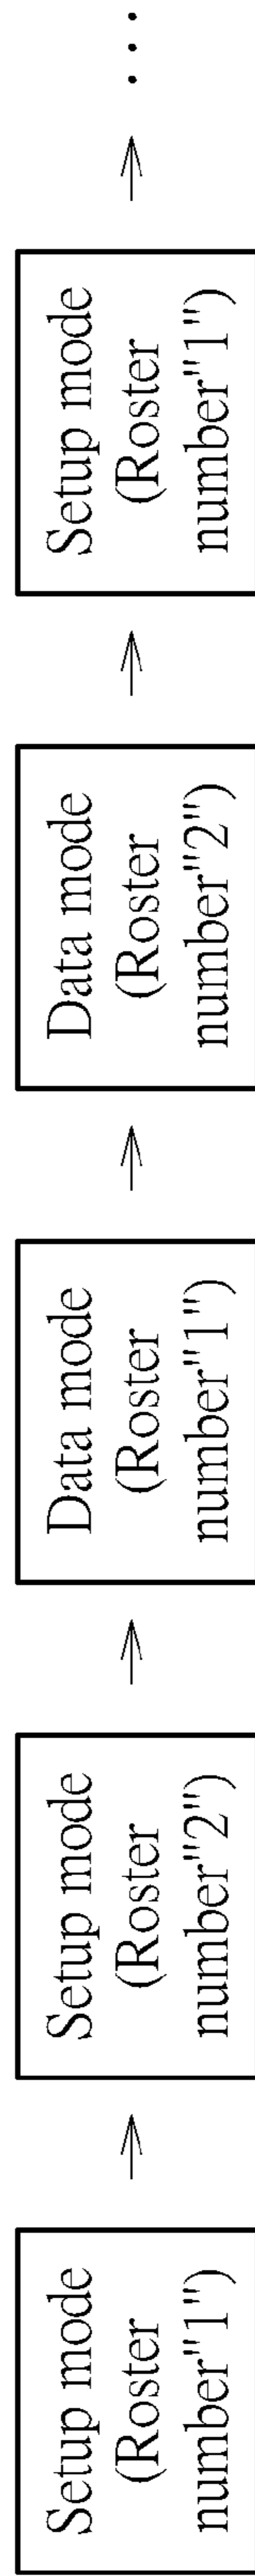 Setup mode
(Roster
number"1")
Setup mode
(Roster
number"2")
Data mode
(Roster
number"1")
Data mode
(Roster
number"2")
Setup mode
(Roster
number"1")
...